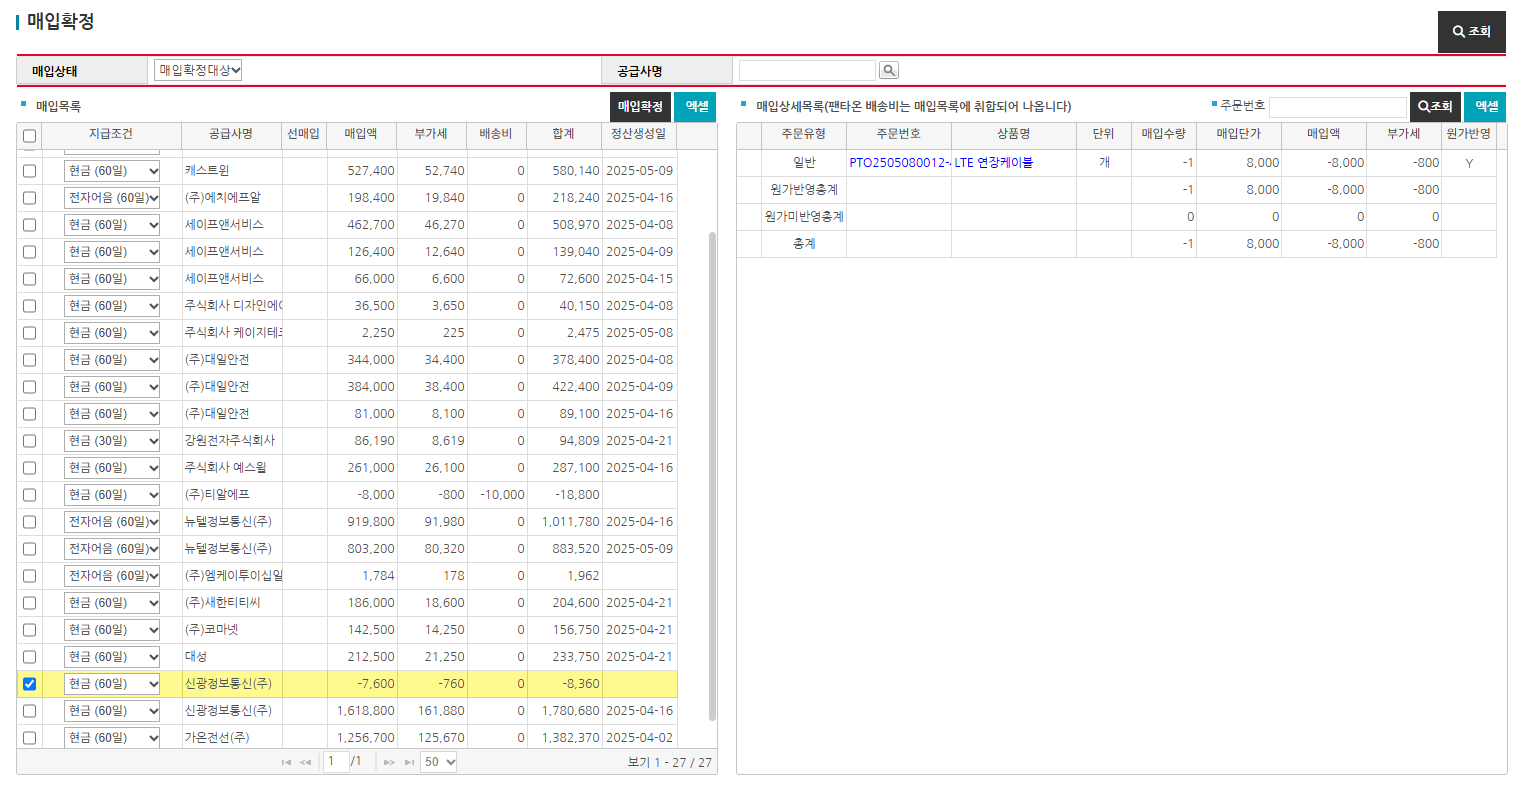 매입확정
조회
매입상태 매입확정대상 공급사명
매입목록 매입확정 엑셀
지급조건 공급사명 선매입 매입액 부가세 배송비 합계 정산생성일
현금 (60일) 캐스트윈 527,400 52,740 0 580,140 2025-05-09
전자어음 (60일) (주)에치에프알 198,400 19,840 0 218,240 2025-04-16
현금 (60일) 세이프앤서비스 462,700 46,270 0 508,970 2025-04-08
현금 (60일) 세이프앤서비스 126,400 12,640 0 139,040 2025-04-09
현금 (60일) 세이프앤서비스 66,000 6,600 0 72,600 2025-04-15
현금 (60일) 주식회사 디자인에 36,500 3,650 0 40,150 2025-04-08
현금 (60일) 주식회사 케이지테 2,250 225 0 2,475 2025-05-08
현금 (60일) (주)대일안전 344,000 34,400 0 378,400 2025-04-08
현금 (60일) (주)대일안전 384,000 38,400 0 422,400 2025-04-09
현금 (60일) (주)대일안전 81,000 8,100 0 89,100 2025-04-16
현금 (30일) 강원전자주식회사 86,190 8,619 0 94,809 2025-04-21
현금 (60일) 주식회사 예스윌 261,000 26,100 0 287,100 2025-04-16
현금 (60일) (주)티알에프 -8,000 -800 -10,000 -18,800
전자어음 (60일) 뉴텔정보통신(주) 919,800 91,980 0 1,011,780 2025-04-16
전자어음 (60일) 뉴텔정보통신(주) 803,200 80,320 0 883,520 2025-05-09
전자어음 (60일) (주)엠케이투이십일 1,784 178 0 1,962
현금 (60일) (주)새한티티씨 186,000 18,600 0 204,600 2025-04-21
현금 (60일) (주)코마넷 142,500 14,250 0 156,750 2025-04-21
현금 (60일) 대성 212,500 21,250 0 233,750 2025-04-21
현금 (60일) 신광정보통신(주) -7,600 -760 0 -8,360
현금 (60일) 신광정보통신(주) 1,618,800 161,880 0 1,780,680 2025-04-16
현금 (60일) 가온전선(주) 1,256,700 125,670 0 1,382,370 2025-04-02
1 /1 50 보기 1 - 27 / 27
매입상세목록(팬타온 배송비는 매입목록에 취합되어 나옵니다) 주문번호 조회 엑셀
주문유형 주문번호 상품명 단위 매입수량 매입단가 매입액 부가세 원가반영
일반 PTO2505080012- LTE 연장케이블 개 -1 8,000 -8,000 -800 Y
원가반영총계 -1 8,000 -8,000 -800
원가미반영총계 0 0 0 0
총계 -1 8,000 -8,000 -800